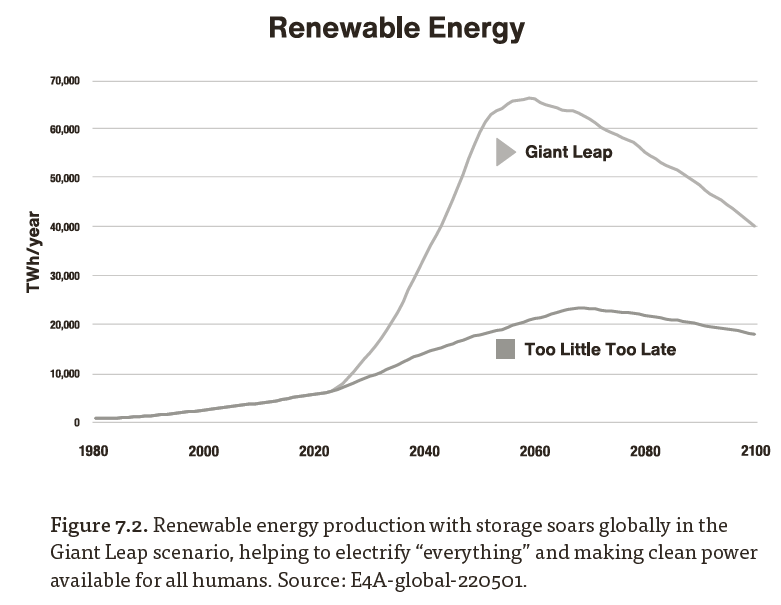 Renewable Energy
70,000
60,000
50,000
40,000
30,000
20,000
10,000
0
TWh/year
Giant Leap
Too Little Too Late
1980 2000 2020 2040 2060 2080 2100
Figure 7.2. Renewable energy production with storage soars globally in the
Giant Leap scenario, helping to electrify “everything” and making clean power
available for all humans. Source: E4A-global-220501.